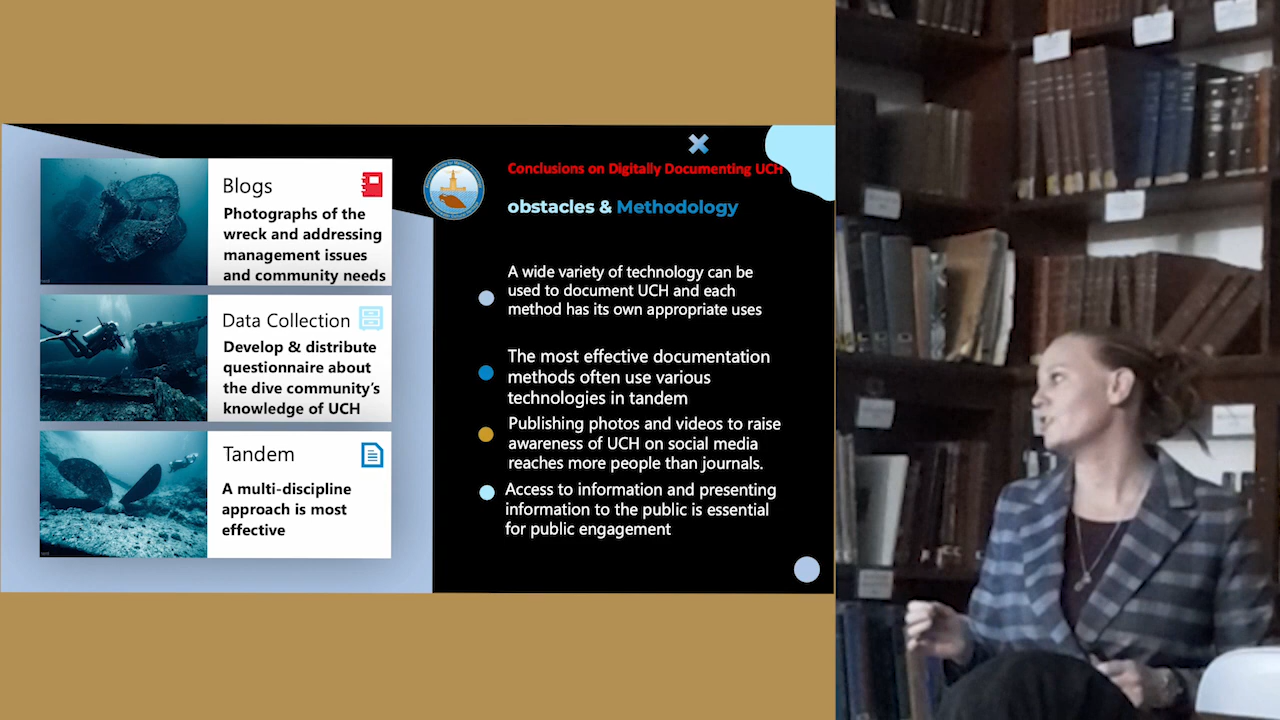 Blogs
Photographs of the
wreck and addressing
management issues
and community needs
Data Collection
Develop & distribute
questionnaire about
the dive community's
knowledge of UCH
Tandem
A multi-discipline
approach is most
effective
Conclusions on Digitally Documenting UCH
obstacles & Methodology
A wide variety of technology can be
used to document UCH and each
method has its own appropriate uses
The most effective documentation
methods often use various
technologies in tandem
Publishing photos and videos to raise
awareness of UCH on social media
reaches more people than journals.
Access to information and presenting
information to the public is essential
for public engagement